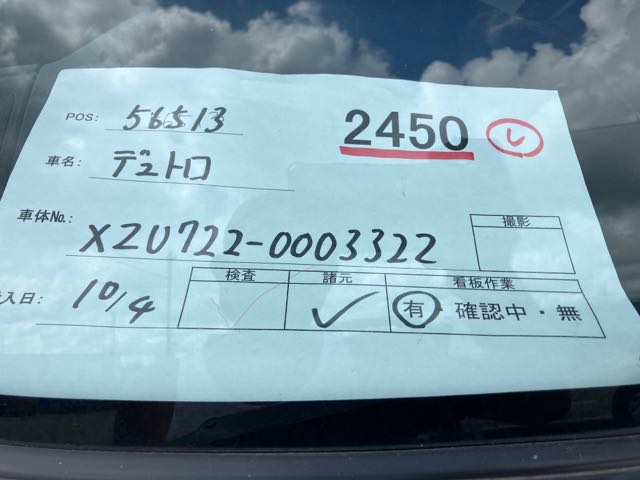 POS: 56513
2450 し
車名: デュトロ
車体No.: XZU722-0003322
撮影
入日: 10/4
検査 諸元 看板作業
✓ ✓ 有・確認中・無